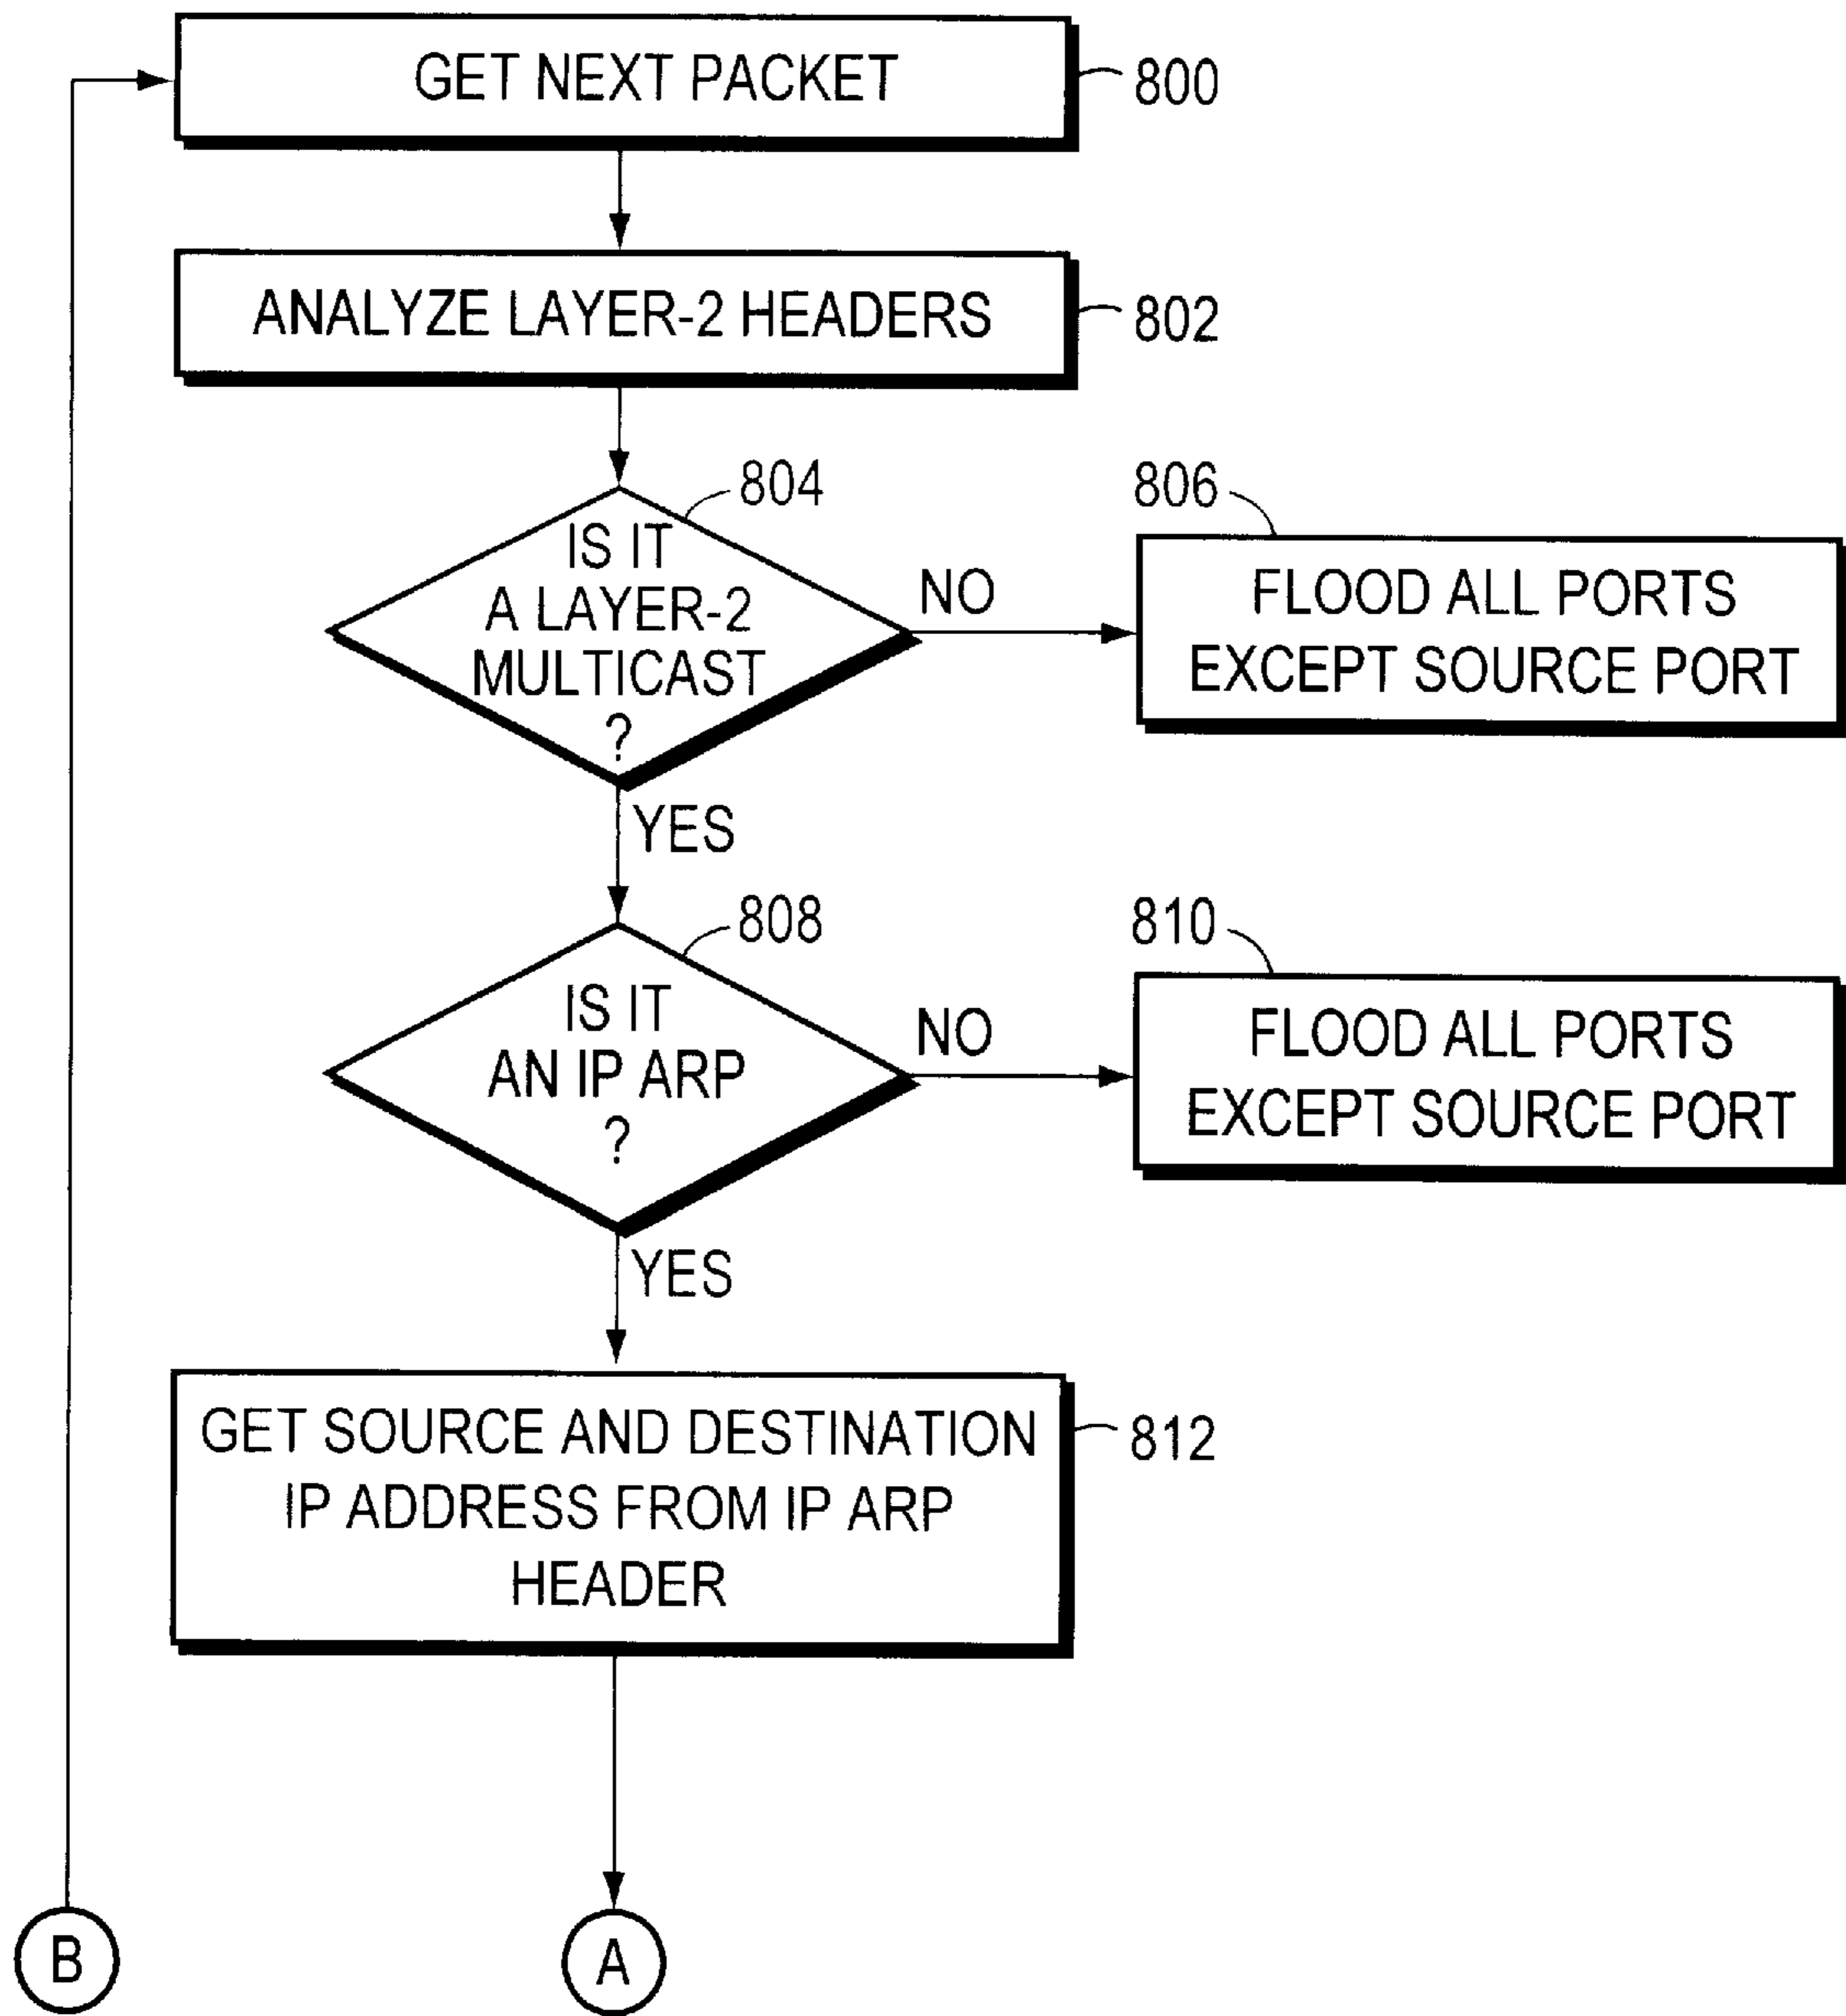 GET NEXT PACKET
800
ANALYZE LAYER-2 HEADERS
802
804
IS IT
A LAYER-2
MULTICAST
?
NO
806
FLOOD ALL PORTS
EXCEPT SOURCE PORT
YES
808
IS IT
AN IP ARP
?
NO
810
FLOOD ALL PORTS
EXCEPT SOURCE PORT
YES
GET SOURCE AND DESTINATION
IP ADDRESS FROM IP ARP
HEADER
812
B
A